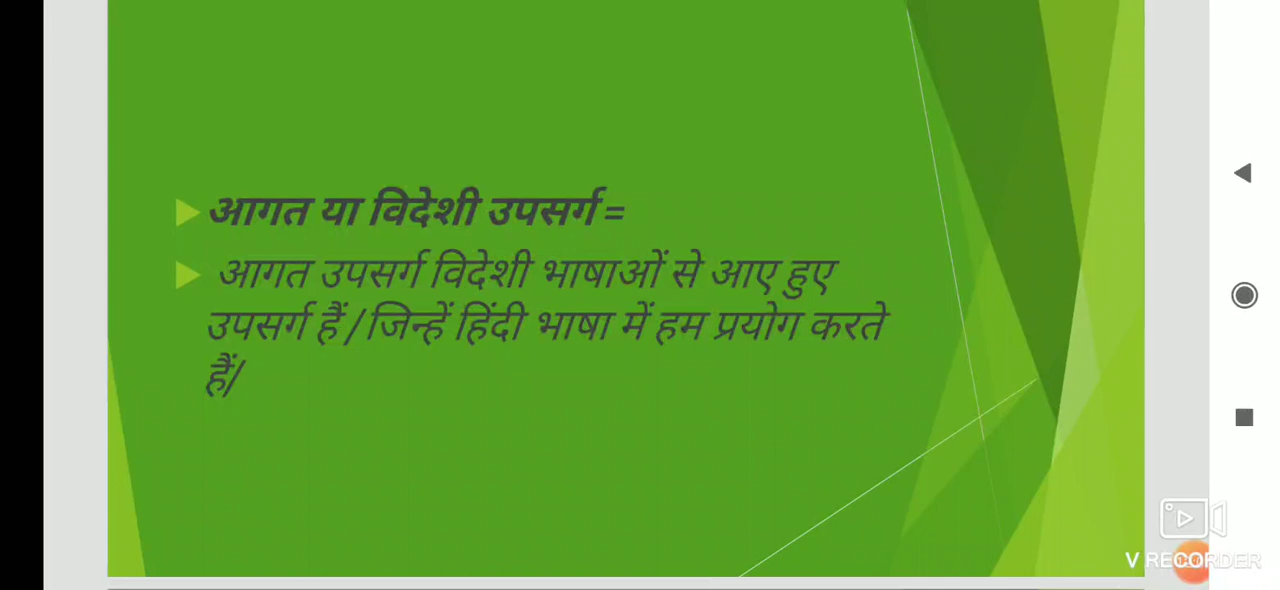 आगत या विदेशी उपसर्ग =
आगत उपसर्ग विदेशी भाषाओं से आए हुए
उपसर्ग हैं / जिन्हें हिंदी भाषा में हम प्रयोग करते
हैं/
V RECORDER